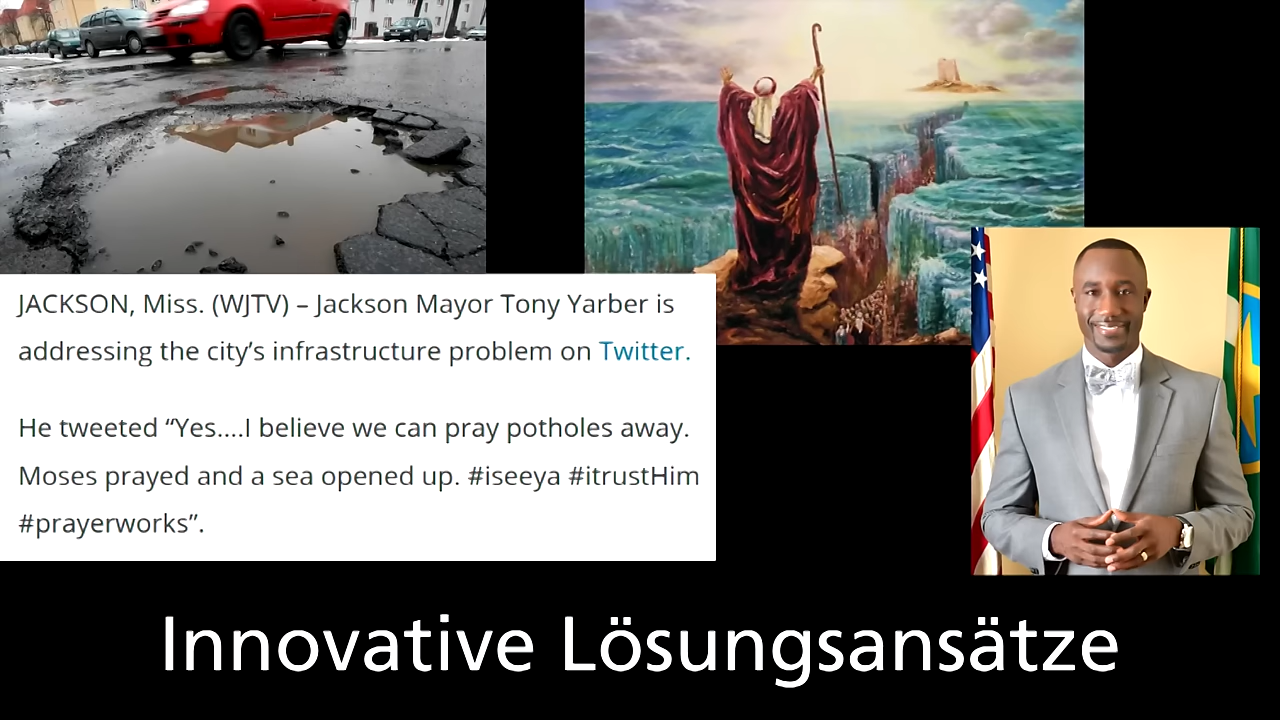 JACKSON, Miss. (WJTV) – Jackson Mayor Tony Yarber is
addressing the city’s infrastructure problem on Twitter.
He tweeted “Yes....I believe we can pray potholes away.
Moses prayed and a sea opened up. #iseeya #itrustHim
#prayerworks”.
Innovative Lösungsansätze